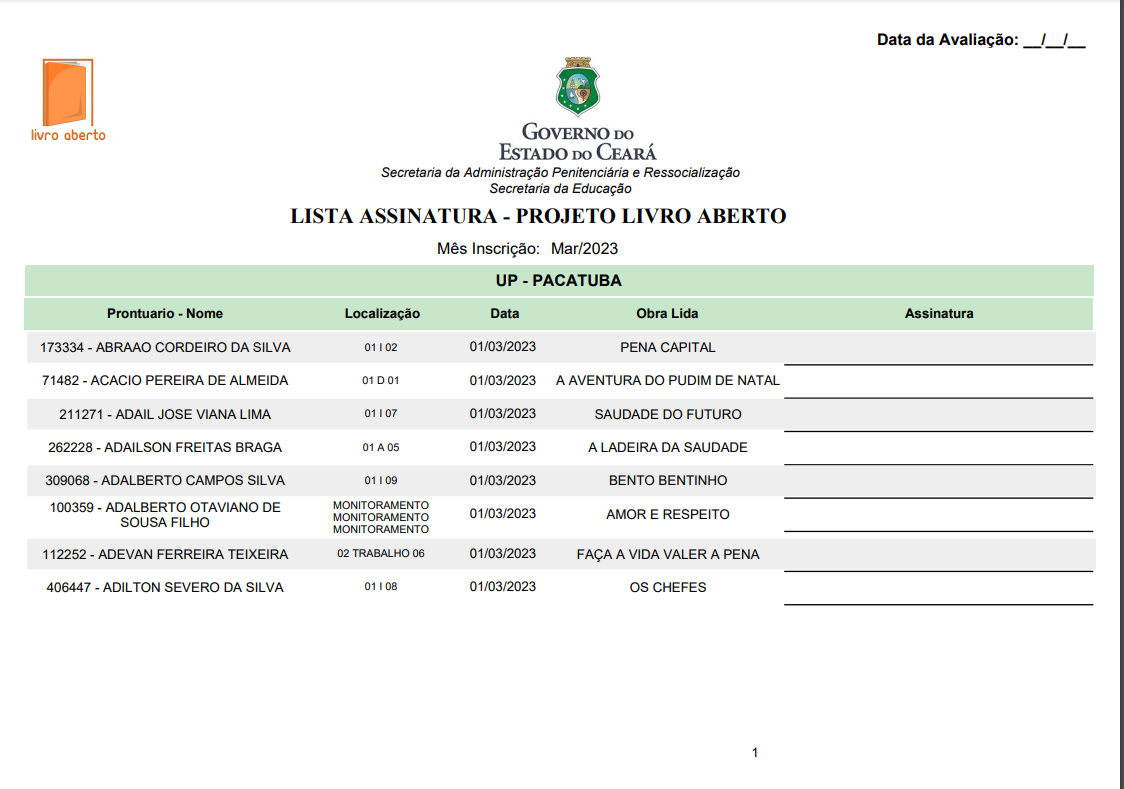 Data da Avaliação: __/__/__
livro aberto
GOVERNO DO
ESTADO DO CEARÁ
Secretaria da Administração Penitenciária e Ressocialização
Secretaria da Educação
LISTA ASSINATURA - PROJETO LIVRO ABERTO
Mês Inscrição: Mar/2023
UP - PACATUBA
Prontuario - Nome Localização Data Obra Lida Assinatura
173334 - ABRAAO CORDEIRO DA SILVA 01 I 02 01/03/2023 PENA CAPITAL
71482 - ACACIO PEREIRA DE ALMEIDA 01 D 01 01/03/2023 A AVENTURA DO PUDIM DE NATAL
211271 - ADAIL JOSE VIANA LIMA 01 I 07 01/03/2023 SAUDADE DO FUTURO
262228 - ADAILSON FREITAS BRAGA 01 A 05 01/03/2023 A LADEIRA DA SAUDADE
309068 - ADALBERTO CAMPOS SILVA 01 I 09 01/03/2023 BENTO BENTINHO
100359 - ADALBERTO OTAVIANO DE
SOUSA FILHO
MONITORAMENTO
MONITORAMENTO
MONITORAMENTO
01/03/2023 AMOR E RESPEITO
112252 - ADEVAN FERREIRA TEIXEIRA 02 TRABALHO 06 01/03/2023 FAÇA A VIDA VALER A PENA
406447 - ADILTON SEVERO DA SILVA 01 I 08 01/03/2023 OS CHEFES
1